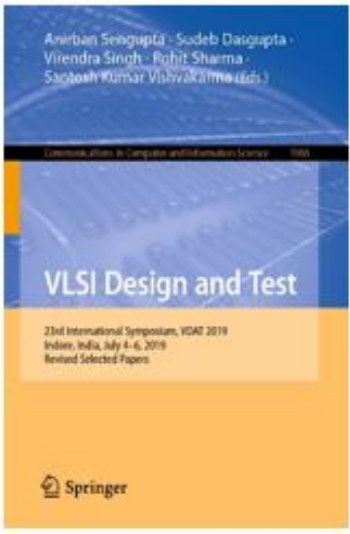 Anirban Sengupta · Sudeb Dasgupta ·
Virendra Singh · Rohit Sharma ·
Santosh Kumar Vishvakarma (Eds.)
Communications in Computer and Information Science 1066
VLSI Design and Test
23rd International Symposium, VDAT 2019
Indore, India, July 4–6, 2019
Revised Selected Papers
Springer